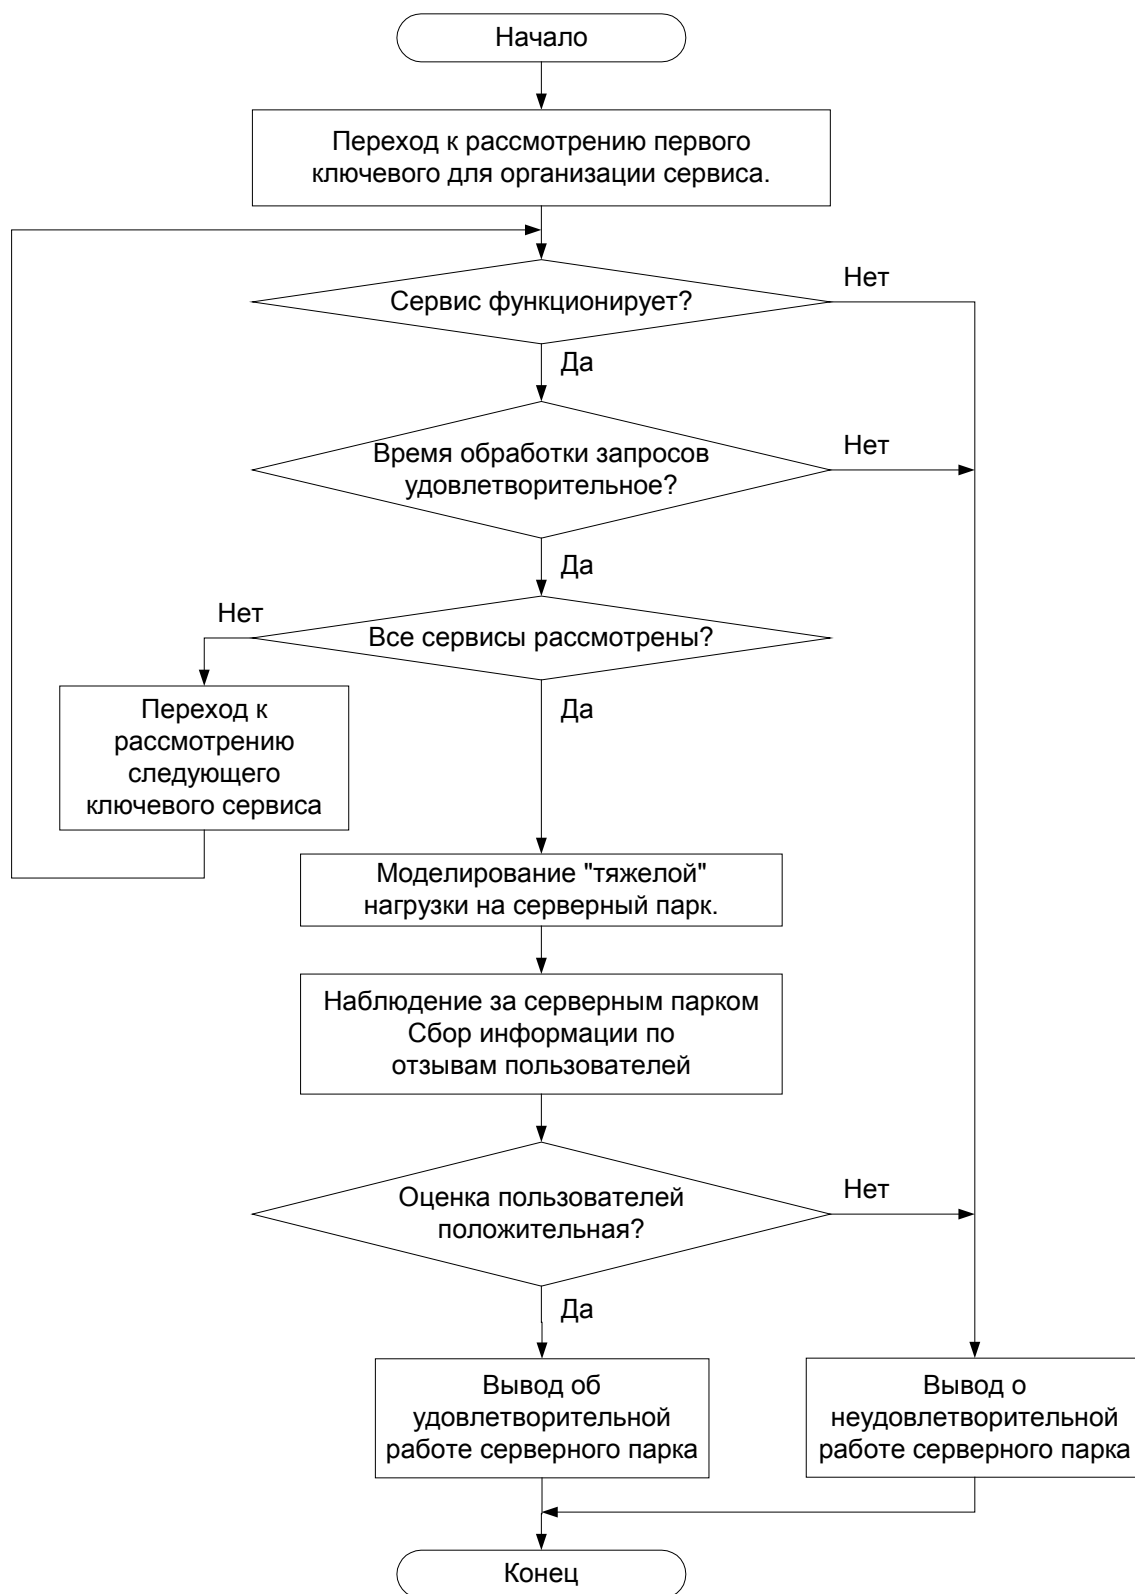 Начало
Переход к рассмотрению первого
ключевого для организации сервиса.
Сервис функционирует?
Нет
Да
Время обработки запросов
удовлетворительное?
Нет
Да
Все сервисы рассмотрены?
Нет
Да
Переход к
рассмотрению
следующего
ключевого сервиса
Моделирование "тяжелой"
нагрузки на серверный парк.
Наблюдение за серверным парком
Сбор информации по
отзывам пользователей
Оценка пользователей
положительная?
Нет
Да
Вывод об
удовлетворительной
работе серверного парка
Вывод о
неудовлетворительной
работе серверного парка
Конец